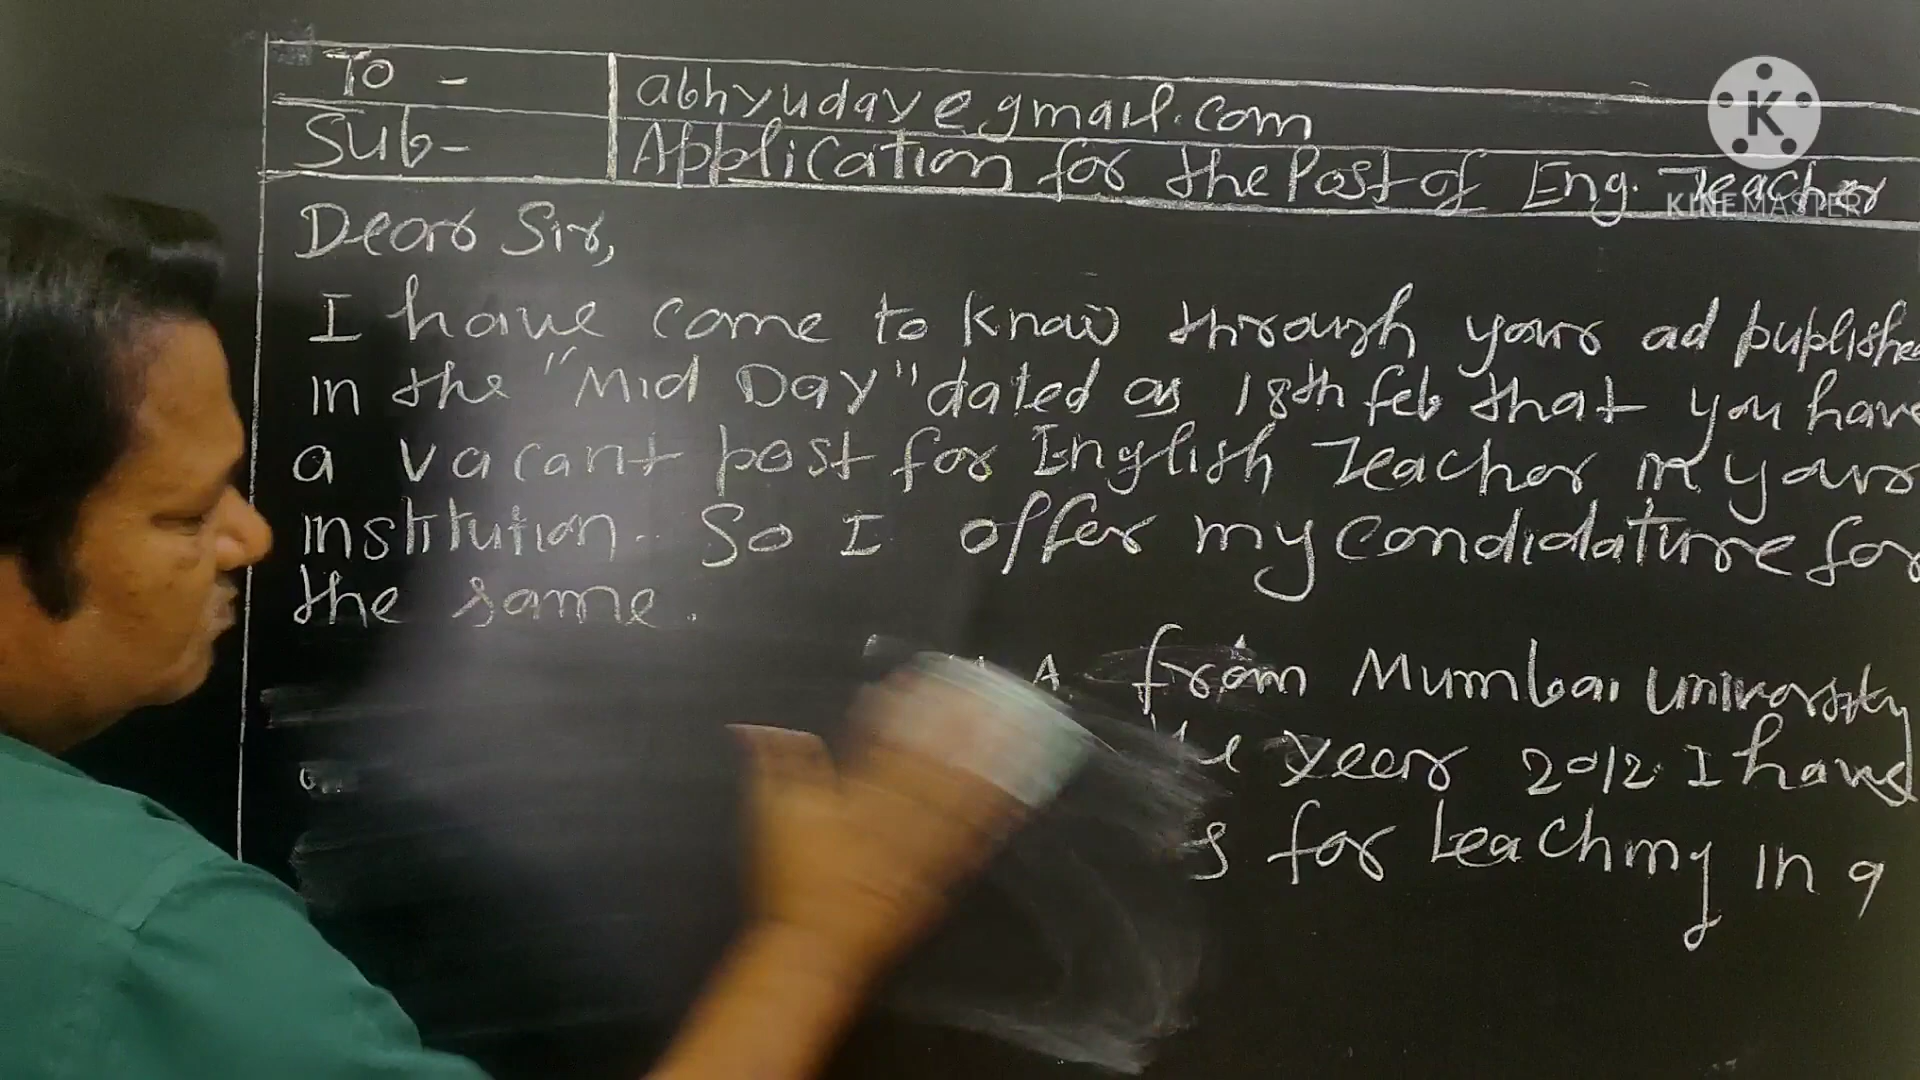 To -
abhyuday@gmail.com
Sub-
Application for the Post of Eng. Teacher
Dear Sir,
I have come to know through your ad publishe
in the "Mid Day" dated as 18th feb that you have
a vacant post for English Teacher in your
institution.. So I offer my condidature for
the same.
A. from Mumbai university
year 2012 I have
s for teaching in a
K
KINEMASTER